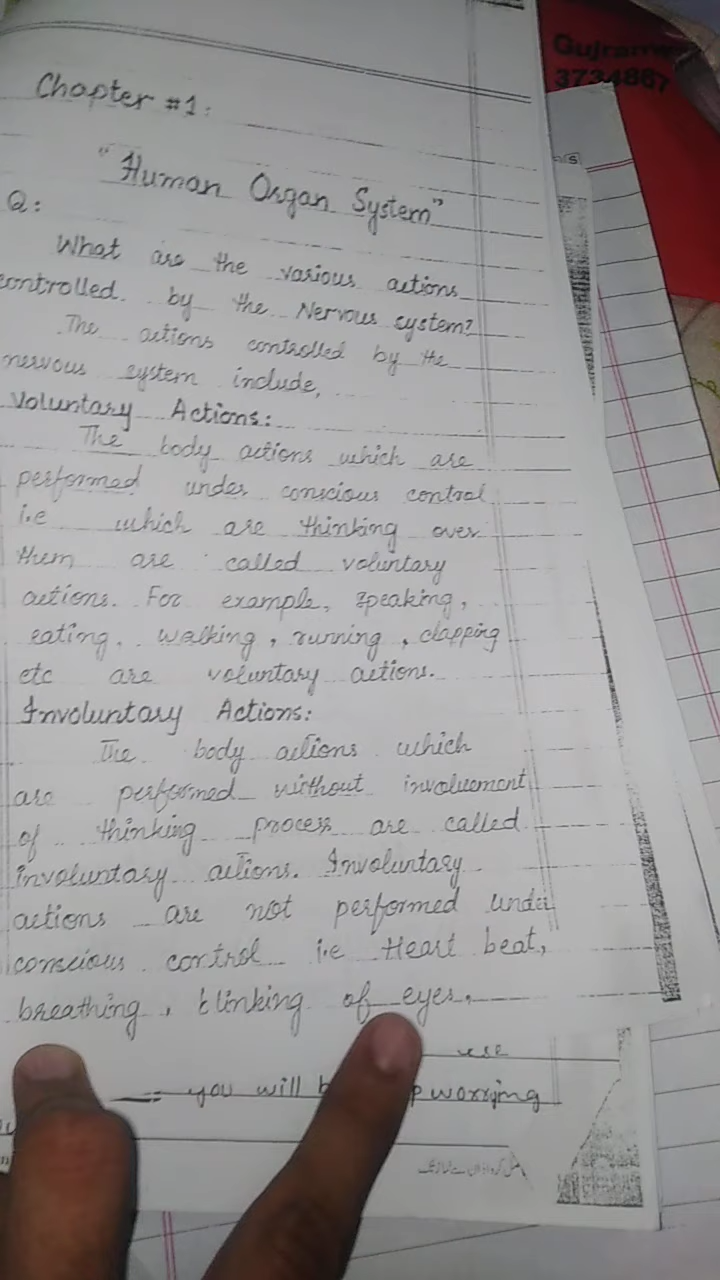 Gujranwa
3734867
Chapter #1:
"Human Organ System"
Q:
What are the various actions
controlled by the Nervous system?
The actions controlled by the
nervous system include,
Voluntary Actions:
The body actions which are
performed under conscious control
i.e which are thinking over
them are called voluntary
actions. For example, speaking,
eating, walking, running, clapping
etc are voluntary actions.
Involuntary Actions:
The body actions which
are performed without involvement
of thinking process are called
involuntary actions. Involuntary
actions are not performed under
conscious control i.e Heart beat,
breathing, blinking of eyes,
use
you will worrying